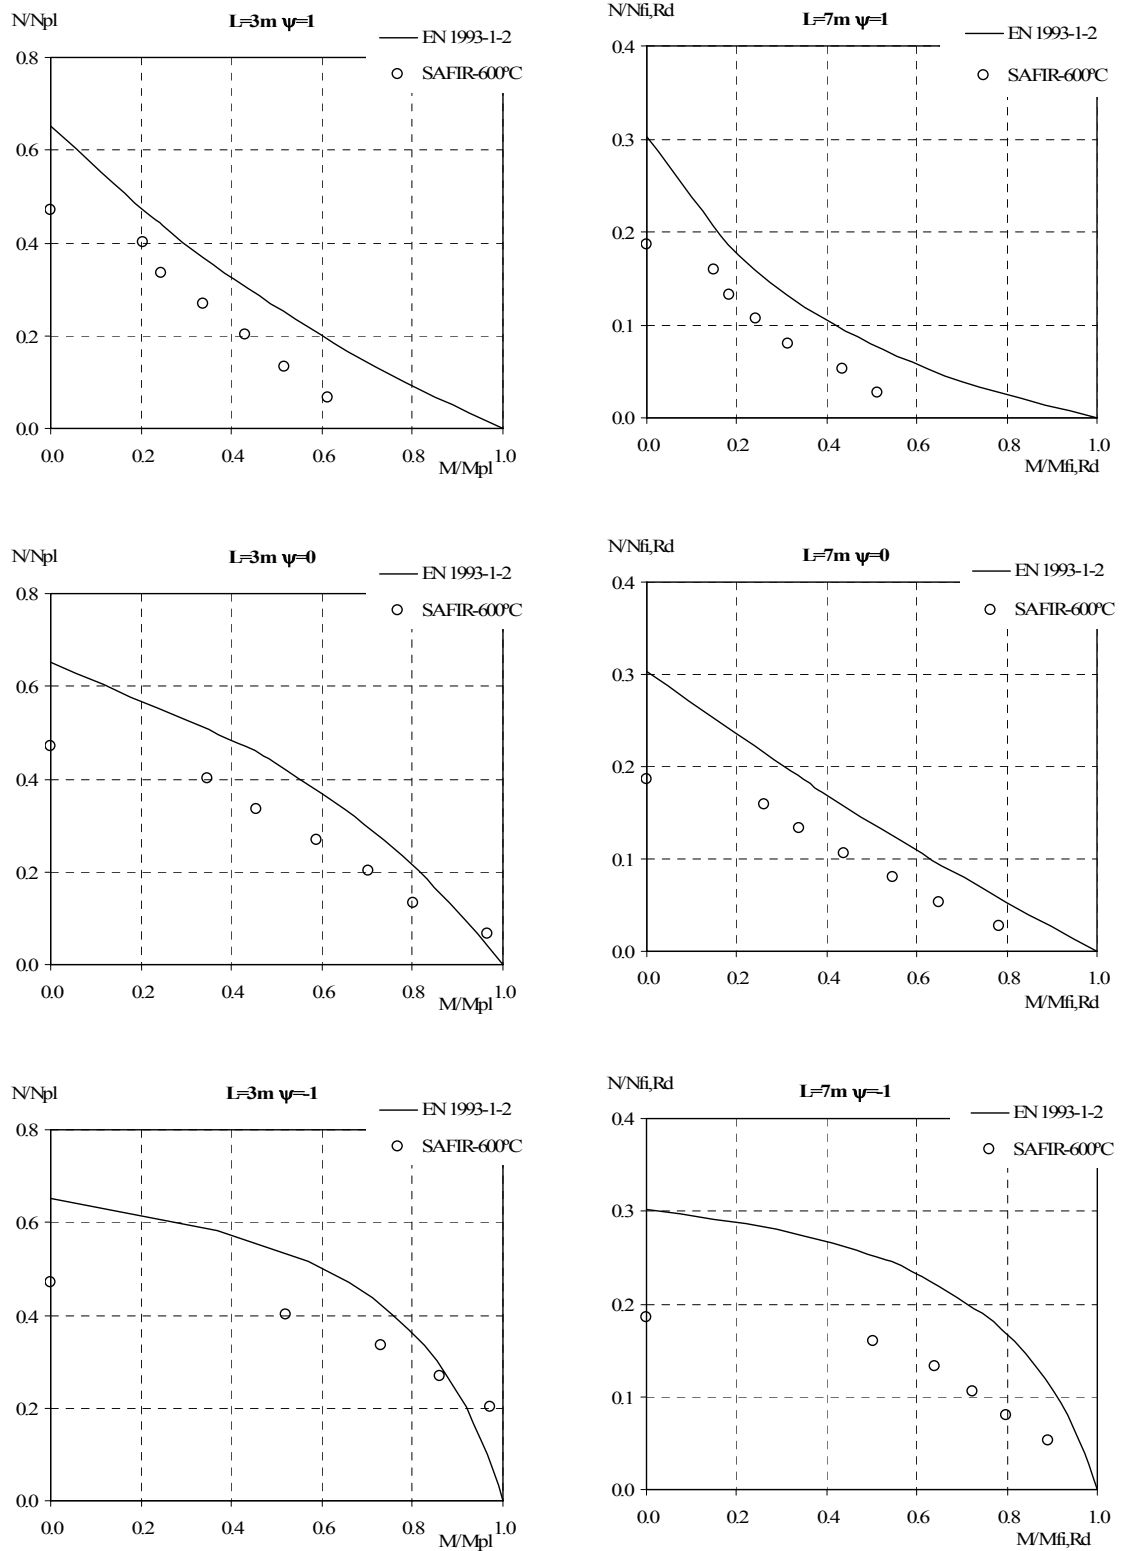 N/Npl
L=3m ψ=1
EN 1993-1-2
SAFIR-600ºC
0.8
0.6
0.4
0.2
0.0
0.0 0.2 0.4 0.6 0.8 1.0
M/Mpl
N/Nfi,Rd
L=7m ψ=1
EN 1993-1-2
SAFIR-600ºC
0.4
0.3
0.2
0.1
0.0
0.0 0.2 0.4 0.6 0.8 1.0
M/Mfi,Rd
N/Npl
L=3m ψ=0
EN 1993-1-2
SAFIR-600ºC
0.8
0.6
0.4
0.2
0.0
0.0 0.2 0.4 0.6 0.8 1.0
M/Mpl
N/Nfi,Rd
L=7m ψ=0
EN 1993-1-2
SAFIR-600ºC
0.4
0.3
0.2
0.1
0.0
0.0 0.2 0.4 0.6 0.8 1.0
M/Mfi,Rd
N/Npl
L=3m ψ=-1
EN 1993-1-2
SAFIR-600ºC
0.8
0.6
0.4
0.2
0.0
0.0 0.2 0.4 0.6 0.8 1.0
M/Mpl
N/Nfi,Rd
L=7m ψ=-1
EN 1993-1-2
SAFIR-600ºC
0.4
0.3
0.2
0.1
0.0
0.0 0.2 0.4 0.6 0.8 1.0
M/Mfi,Rd